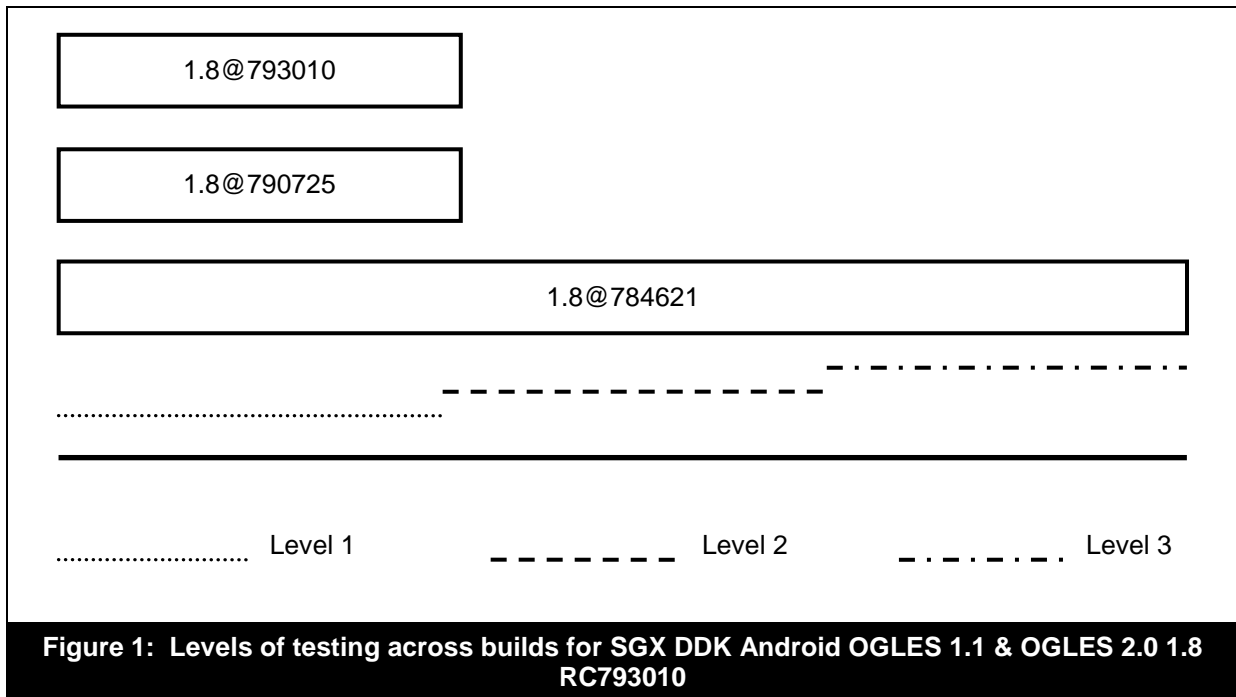 1.8@793010
1.8@790725
1.8@784621
Level 1
Level 2
Level 3
Figure 1: Levels of testing across builds for SGX DDK Android OGLES 1.1 & OGLES 2.0 1.8
RC793010